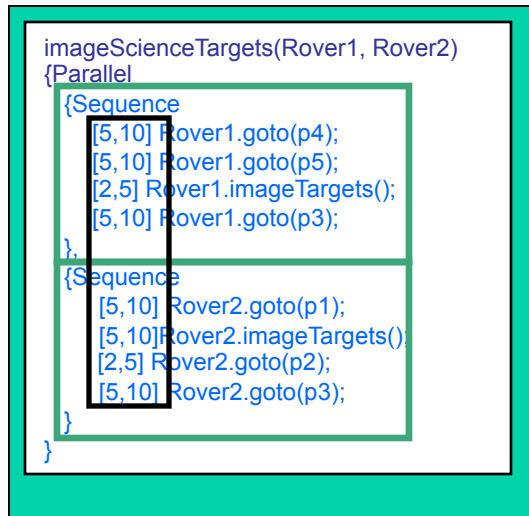 imageScienceTargets(Rover1, Rover2)
{Parallel
{Sequence
[5,10] Rover1.goto(p4);
[5,10] Rover1.goto(p5);
[2,5] Rover1.imageTargets();
[5,10] Rover1.goto(p3);
},
{Sequence
[5,10] Rover2.goto(p1);
[5,10]Rover2.imageTargets();
[2,5] Rover2.goto(p2);
[5,10] Rover2.goto(p3);
}
}